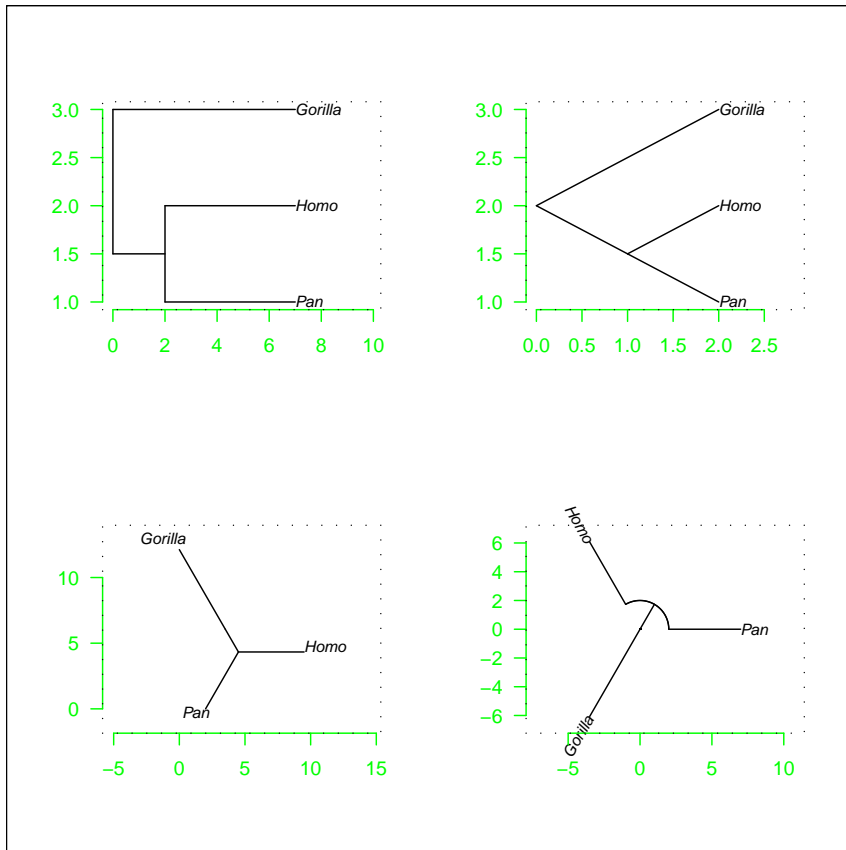 3.0 Gorilla
2.5
2.0 Homo
1.5
1.0 Pan
0 2 4 6 8 10
Gorilla
3.0
2.5
2.0 Homo
1.5
1.0 Pan
0.0 0.5 1.0 1.5 2.0 2.5
Gorilla
10
5 Homo
0 Pan
−5 0 5 10 15
Homo
6
4
2
0 Pan
−2
−4
−6 Gorilla
−5 0 5 10